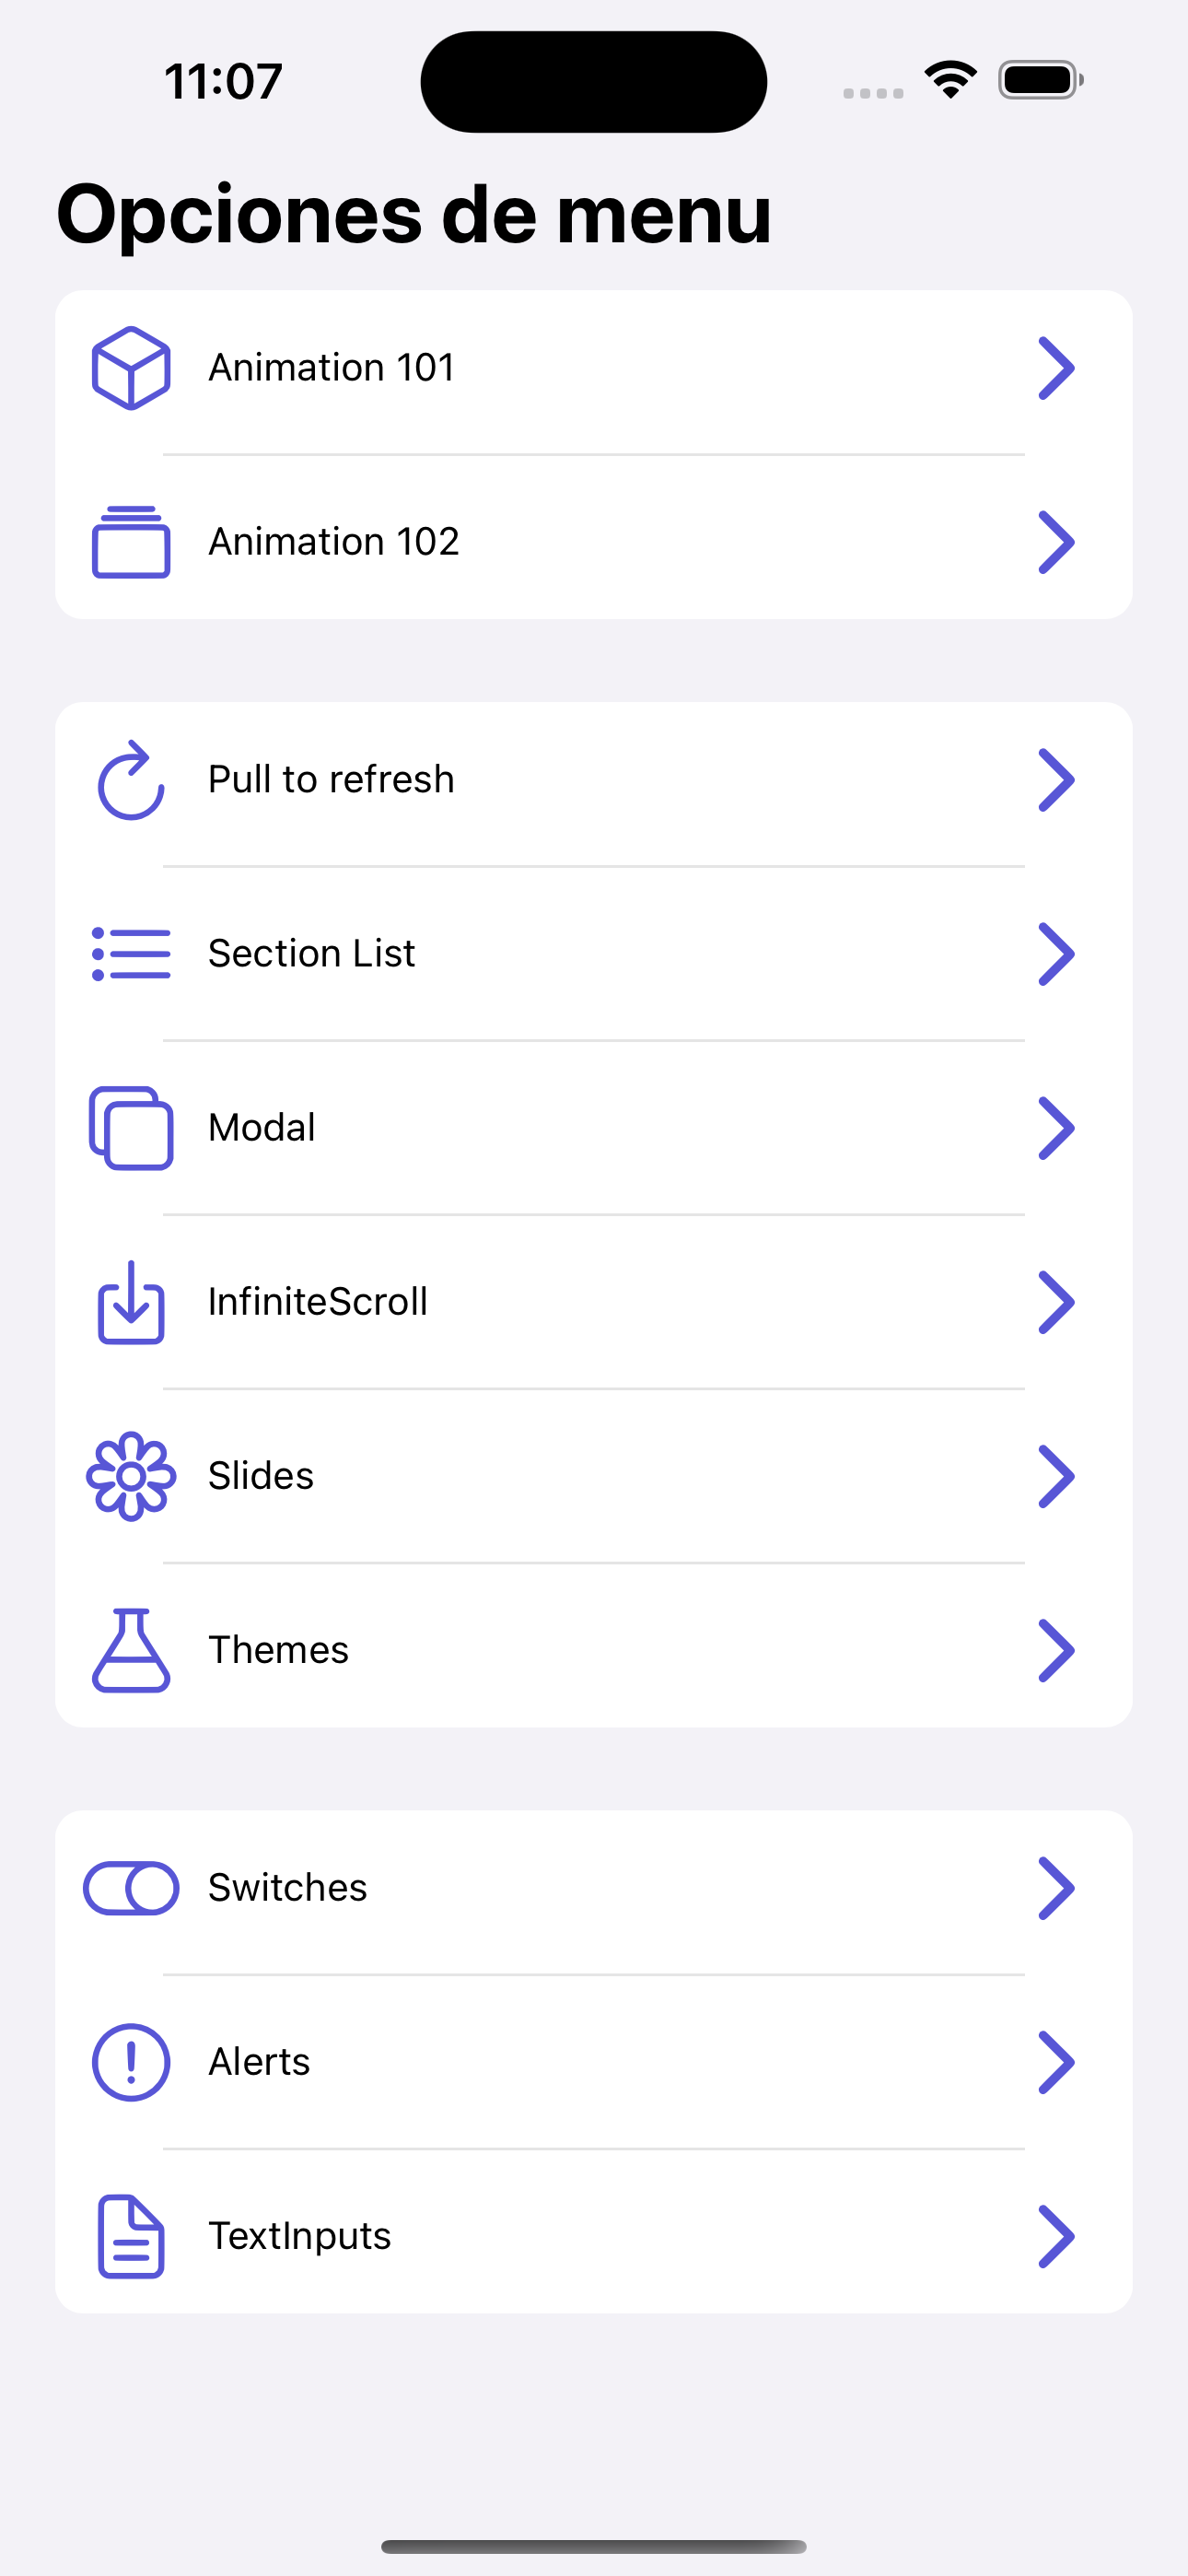 11:07
Opciones de menu
Animation 101
Animation 102
Pull to refresh
Section List
Modal
InfiniteScroll
Slides
Themes
Switches
Alerts
TextInputs